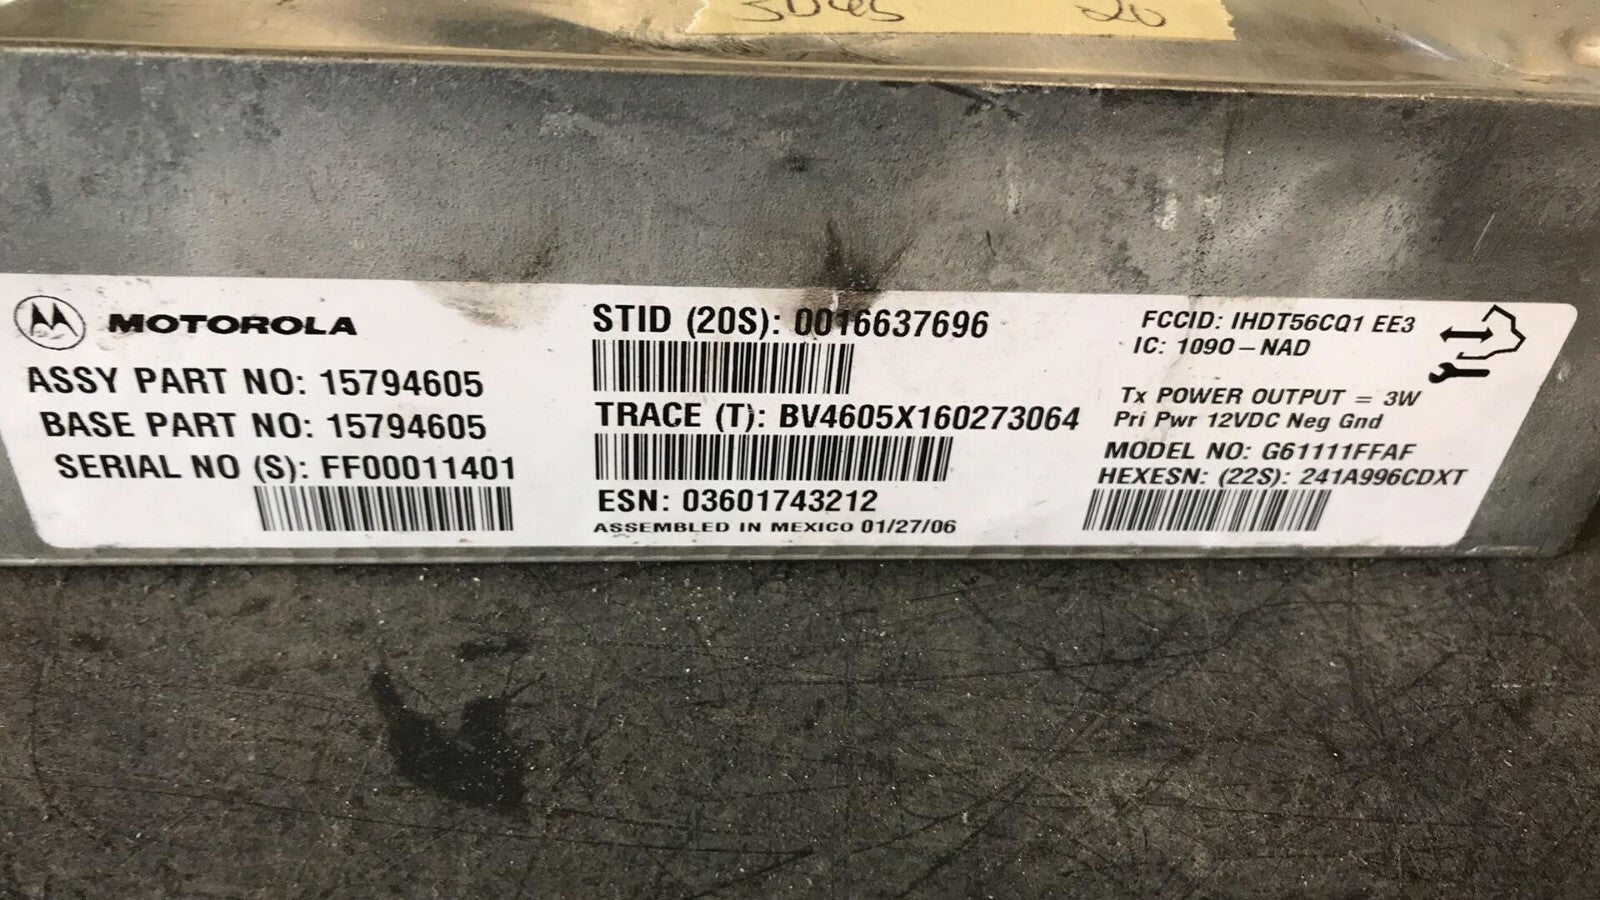 5D45 20
MOTOROLA
ASSY PART NO: 15794605
BASE PART NO: 15794605
SERIAL NO (S): FF00011401
STID (20S): 0016637696
TRACE (T): BV4605X160273064
ESN: 03601743212
ASSEMBLED IN MEXICO 01/27/06
FCCID: IHDT56CQ1 EE3
IC: 1090-NAD
Tx POWER OUTPUT = 3W
Pri Pwr 12VDC Neg Gnd
MODEL NO: G61111FFAF
HEXESN: (22S): 241A996CDXT